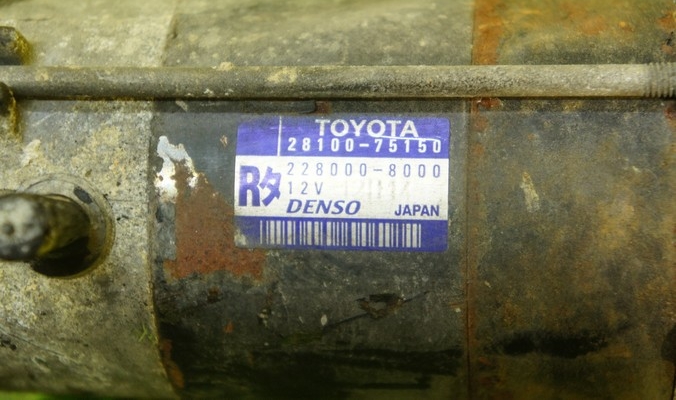 TOYOTA
28100-75150
Rタ
228000-8000
12V
DENSO JAPAN